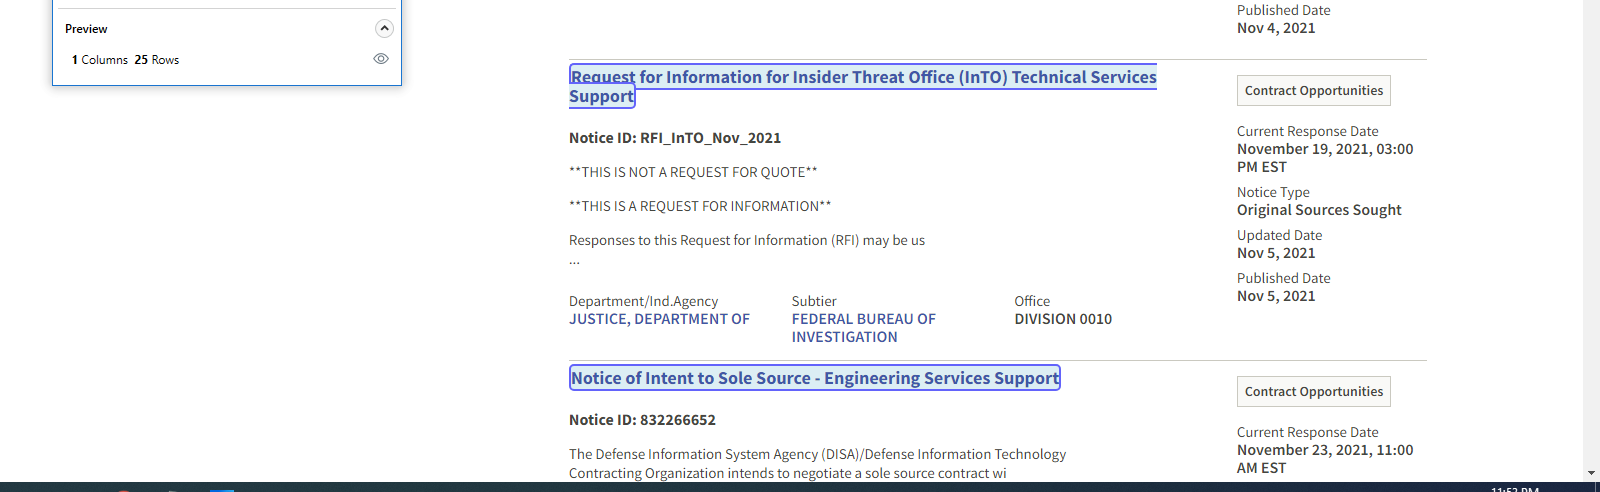 Preview
1 Columns 25 Rows
Published Date
Nov 4, 2021
Request for Information for Insider Threat Office (InTO) Technical Services
Support
Notice ID: RFI_InTO_Nov_2021
**THIS IS NOT A REQUEST FOR QUOTE**
**THIS IS A REQUEST FOR INFORMATION**
Responses to this Request for Information (RFI) may be us
...
Department/Ind.Agency
JUSTICE, DEPARTMENT OF
Subtier
FEDERAL BUREAU OF
INVESTIGATION
Office
DIVISION 0010
Contract Opportunities
Current Response Date
November 19, 2021, 03:00
PM EST
Notice Type
Original Sources Sought
Updated Date
Nov 5, 2021
Published Date
Nov 5, 2021
Notice of Intent to Sole Source - Engineering Services Support
Notice ID: 832266652
The Defense Information System Agency (DISA)/Defense Information Technology
Contracting Organization intends to negotiate a sole source contract wi
Contract Opportunities
Current Response Date
November 23, 2021, 11:00
AM EST